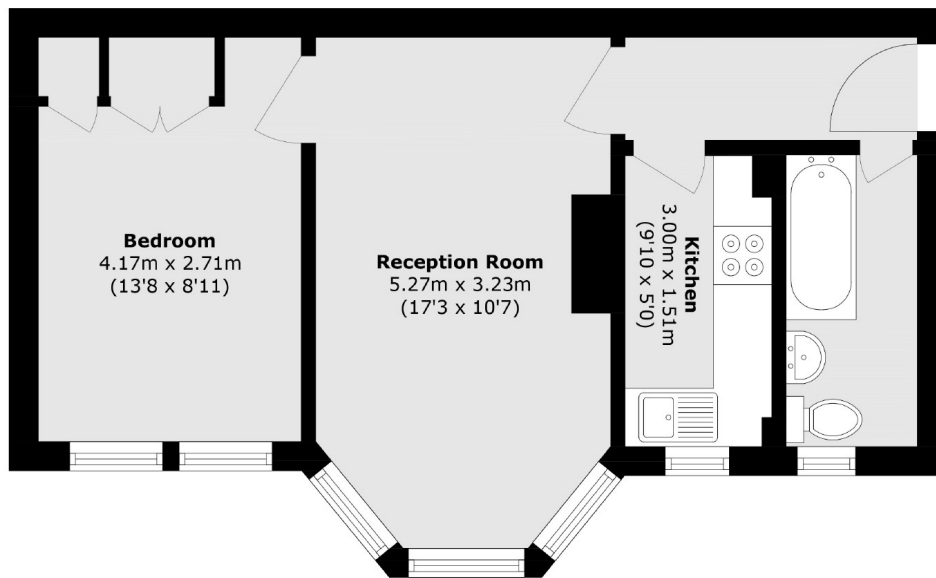 Bedroom
4.17m x 2.71m
(13'8 x 8'11)
Reception Room
5.27m x 3.23m
(17'3 x 10'7)
Kitchen
3.00m x 1.51m
(9'10 x 5'0)